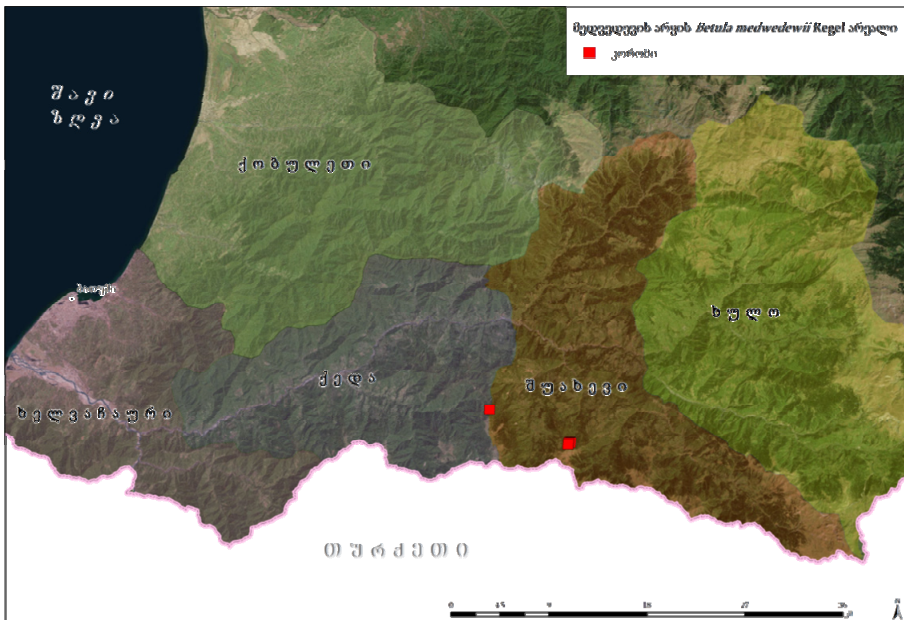 მედვედევის არყის Betula medwedewii Regel არეალი
კორომი
შავი
ზღვა
ქობულეთი
ბათუმი
ხულო
ქედა
შუახევი
ხელვაჩაური
თურქეთი
0 4.5 9 18 27 36